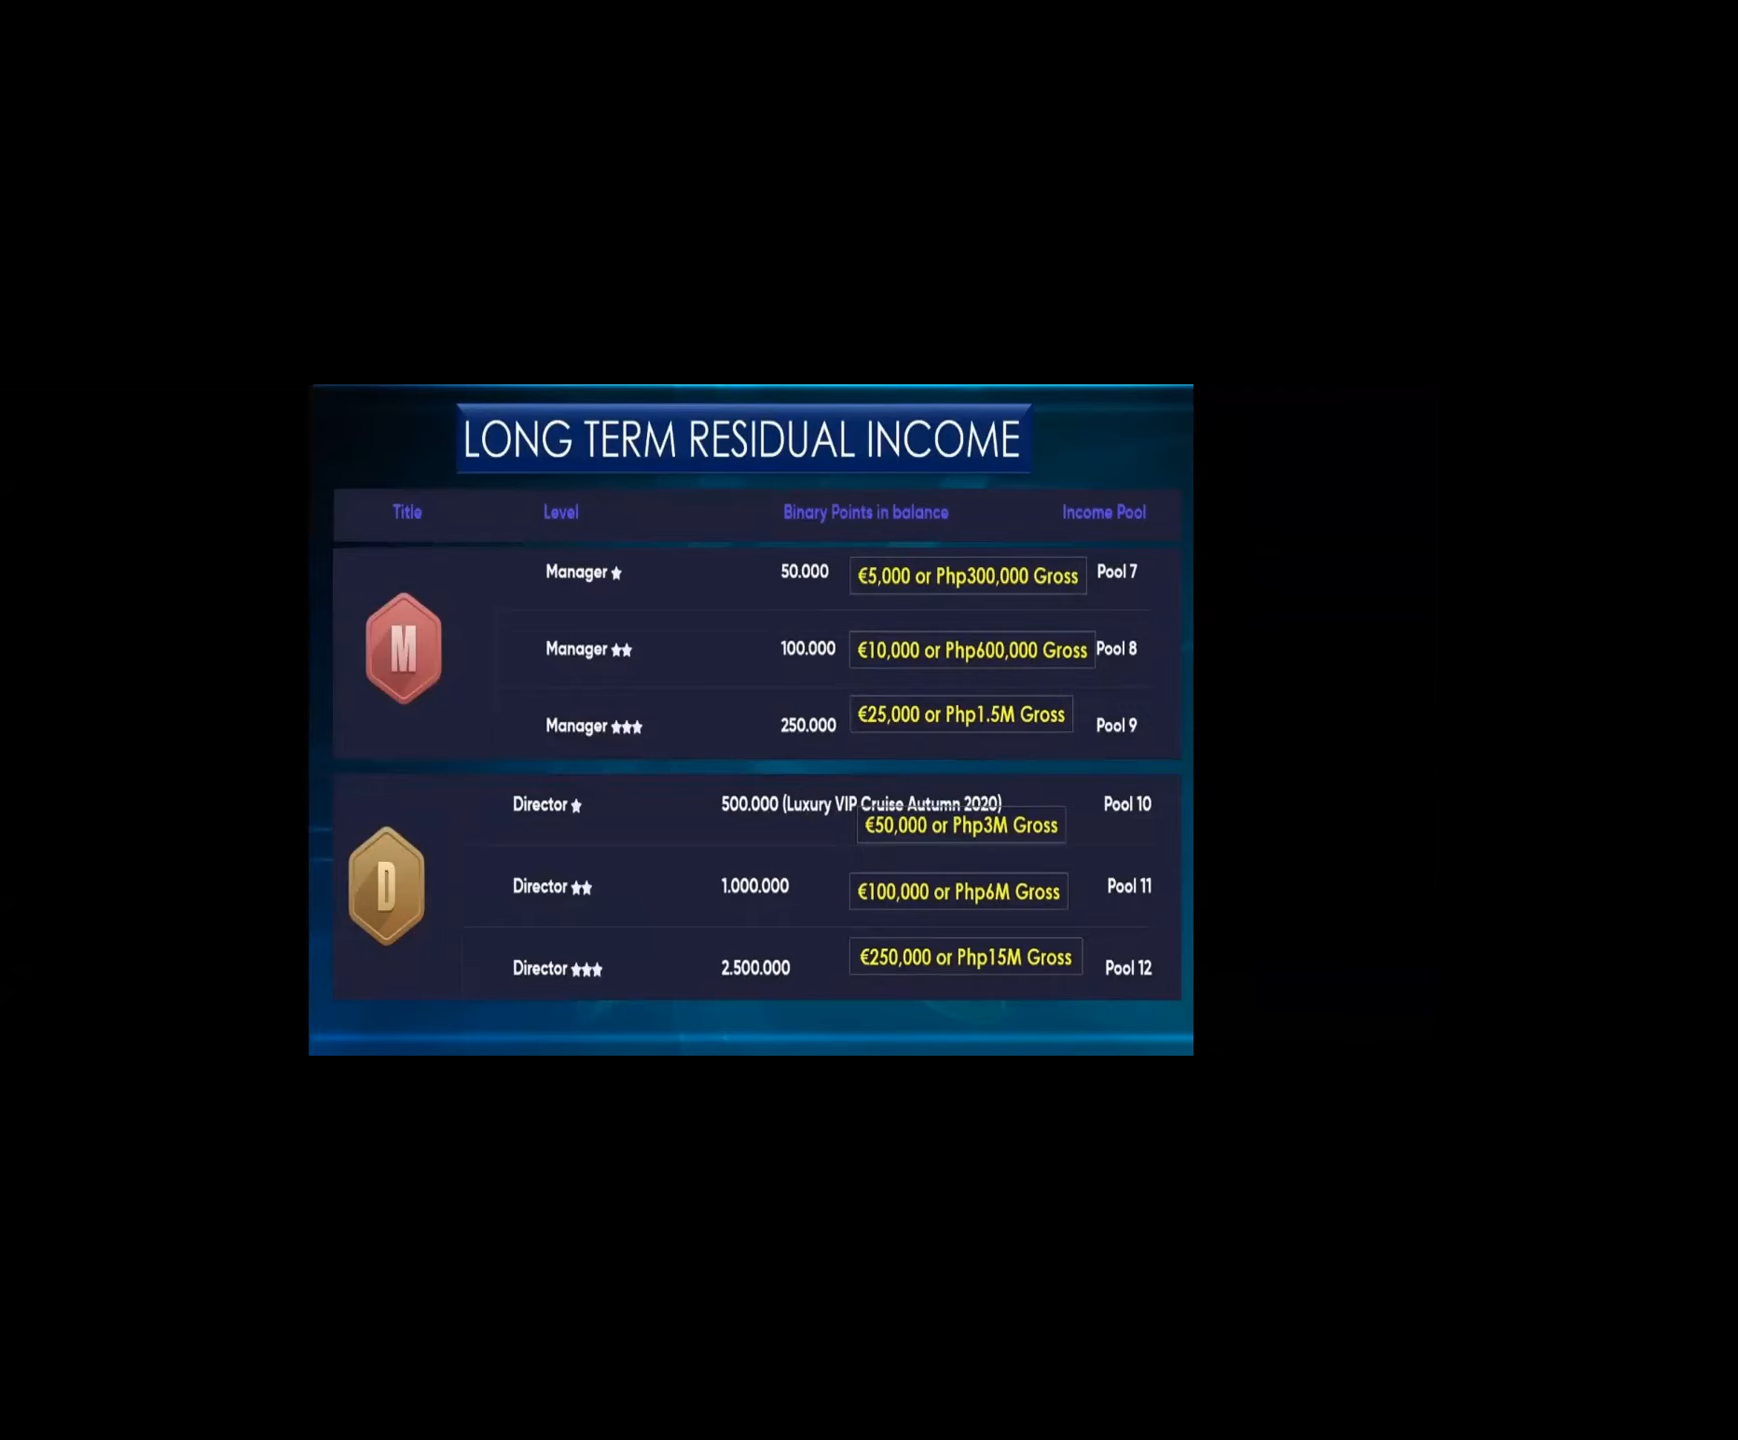 LONG TERM RESIDUAL INCOME
Title Level Binary Points in balance Income Pool
M
Manager ★ 50.000 €5,000 or Php300,000 Gross Pool 7
Manager ★★ 100.000 €10,000 or Php600,000 Gross Pool 8
Manager ★★★ 250.000 €25,000 or Php1.5M Gross Pool 9
D
Director ★ 500.000 (Luxury VIP Cruise Autumn 2020) Pool 10
€50,000 or Php3M Gross
Director ★★ 1.000.000 €100,000 or Php6M Gross Pool 11
Director ★★★ 2.500.000 €250,000 or Php15M Gross Pool 12